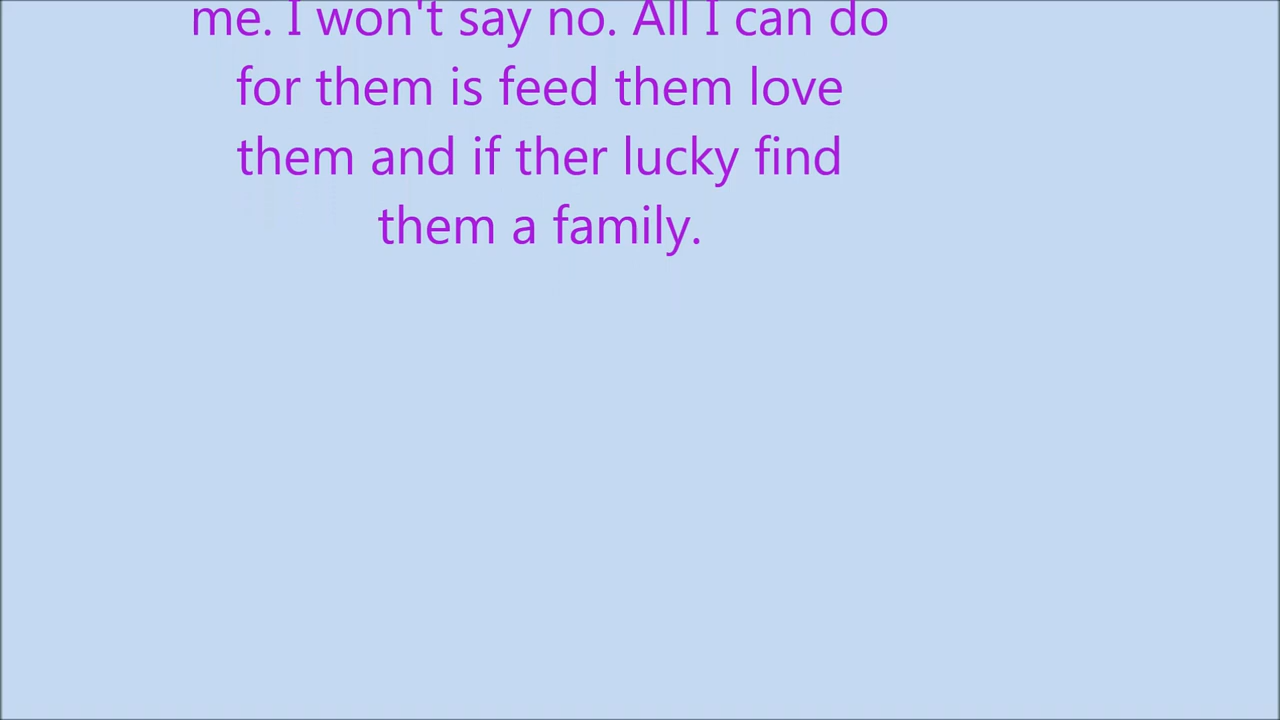 me. I won't say no. All I can do
for them is feed them love
them and if ther lucky find
them a family.